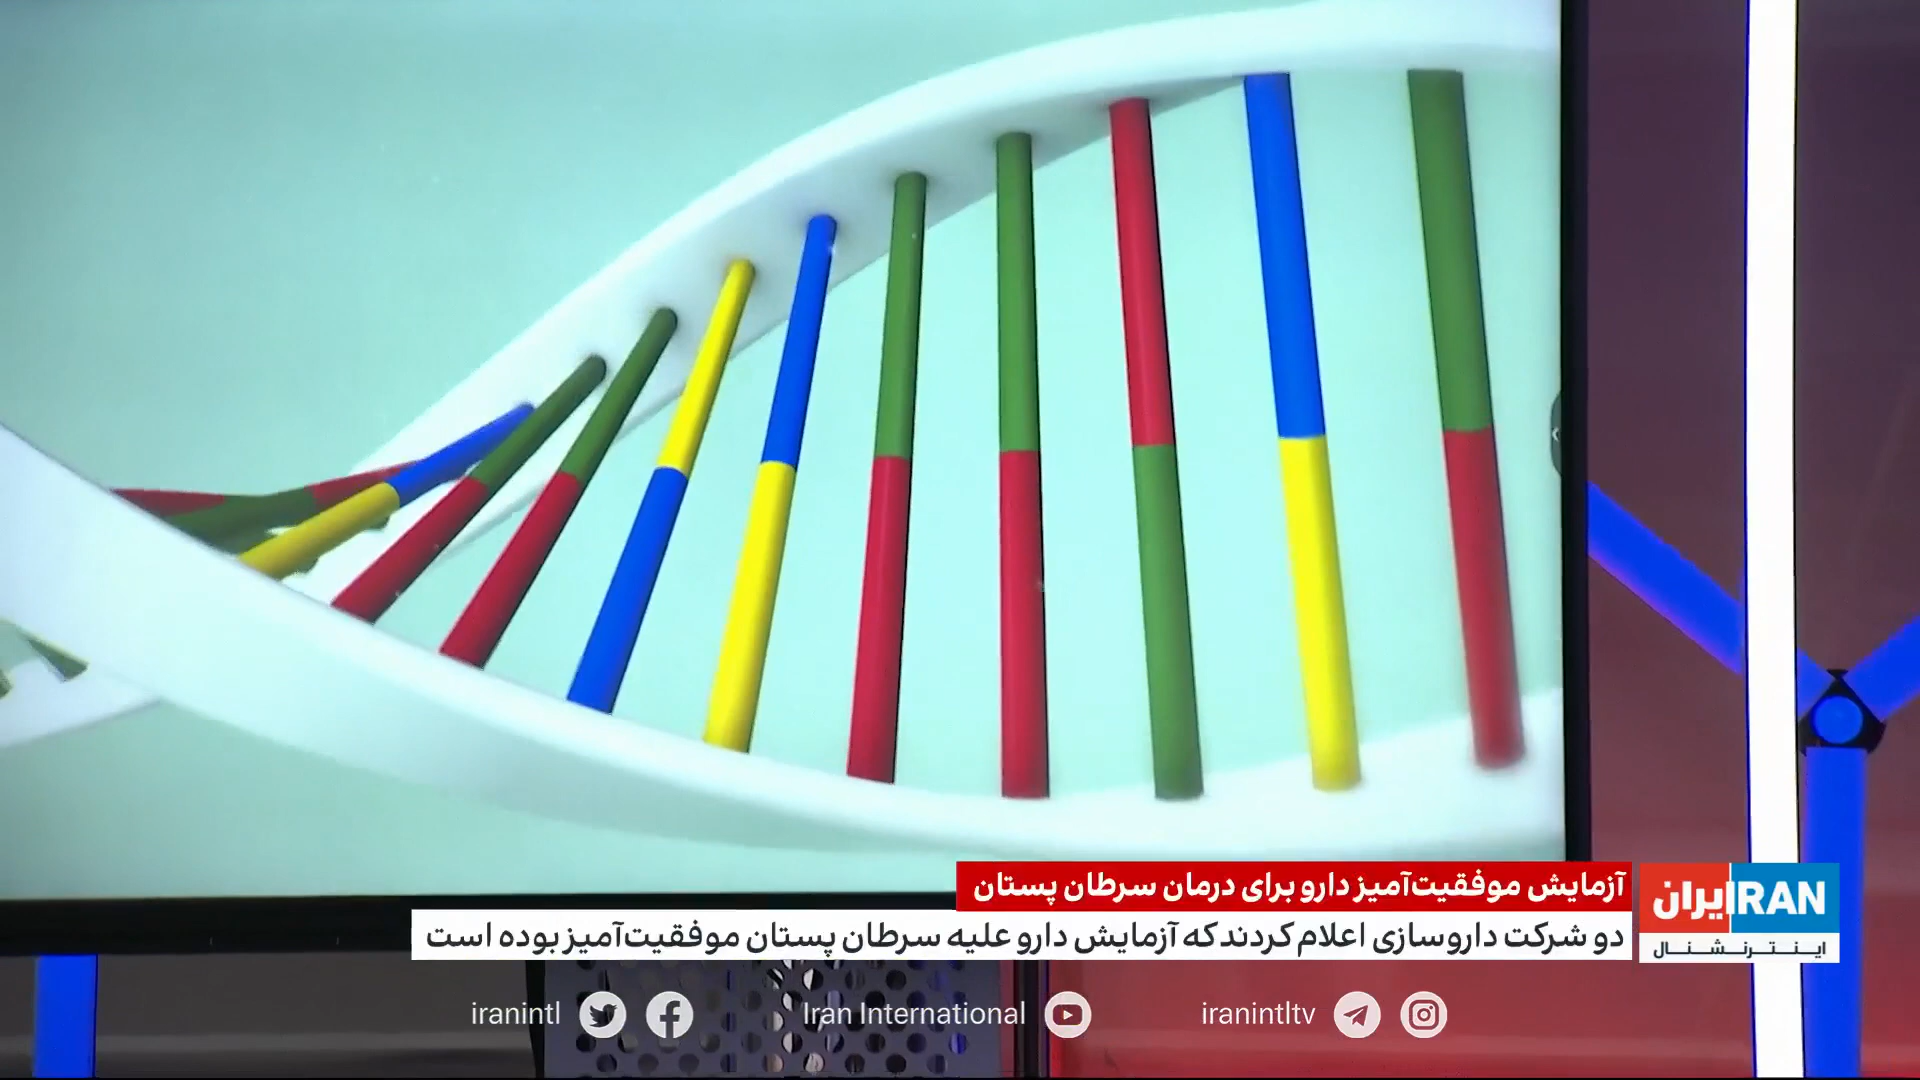 آزمایش موفقیت‌آمیز دارو برای درمان سرطان پستان
دو شرکت داروسازی اعلام کردند که آزمایش دارو علیه سرطان پستان موفقیت‌آمیز بوده است
ایران IRAN
اینترنشنال
iranintl
Iran International
iranintltv